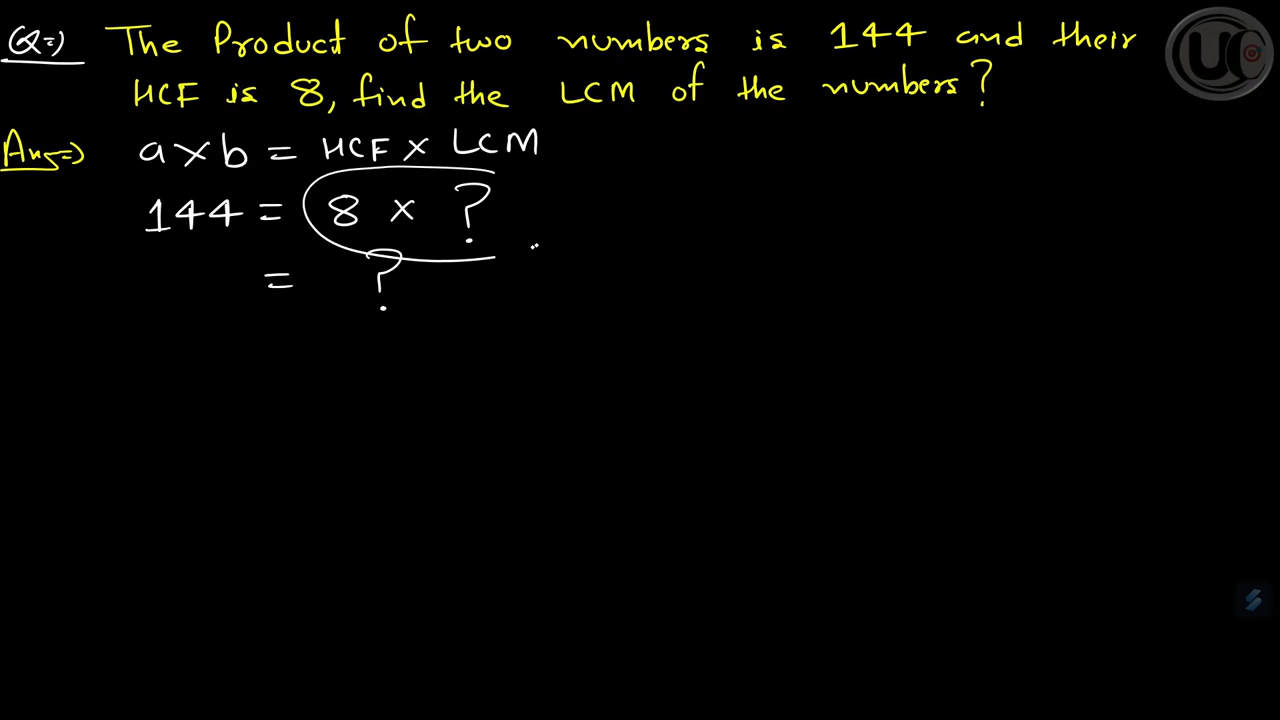 Q⇒ The Product of two numbers is 144 and their
HCF is 8, find the LCM of the numbers?
Ans⇒ a×b = HCF × LCM
144 = 8 × ?
= ?
UC